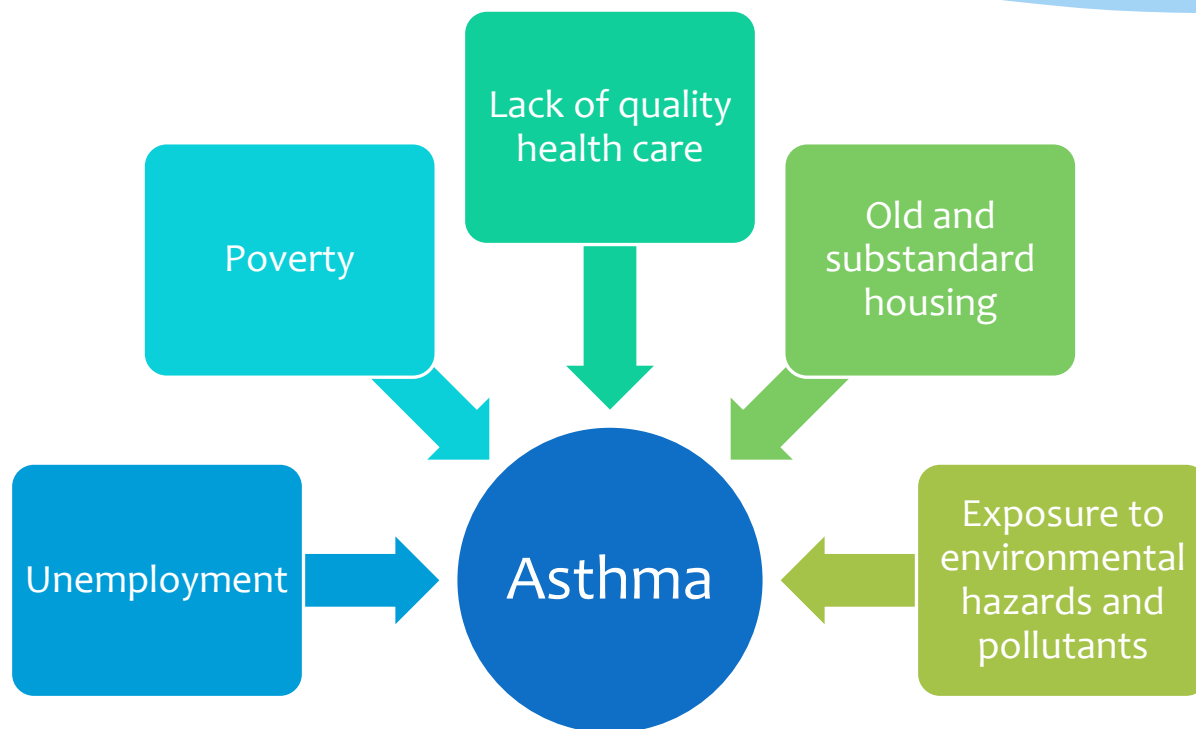 Lack of quality
health care
Poverty
Old and
substandard
housing
Unemployment
Asthma
Exposure to
environmental
hazards and
pollutants